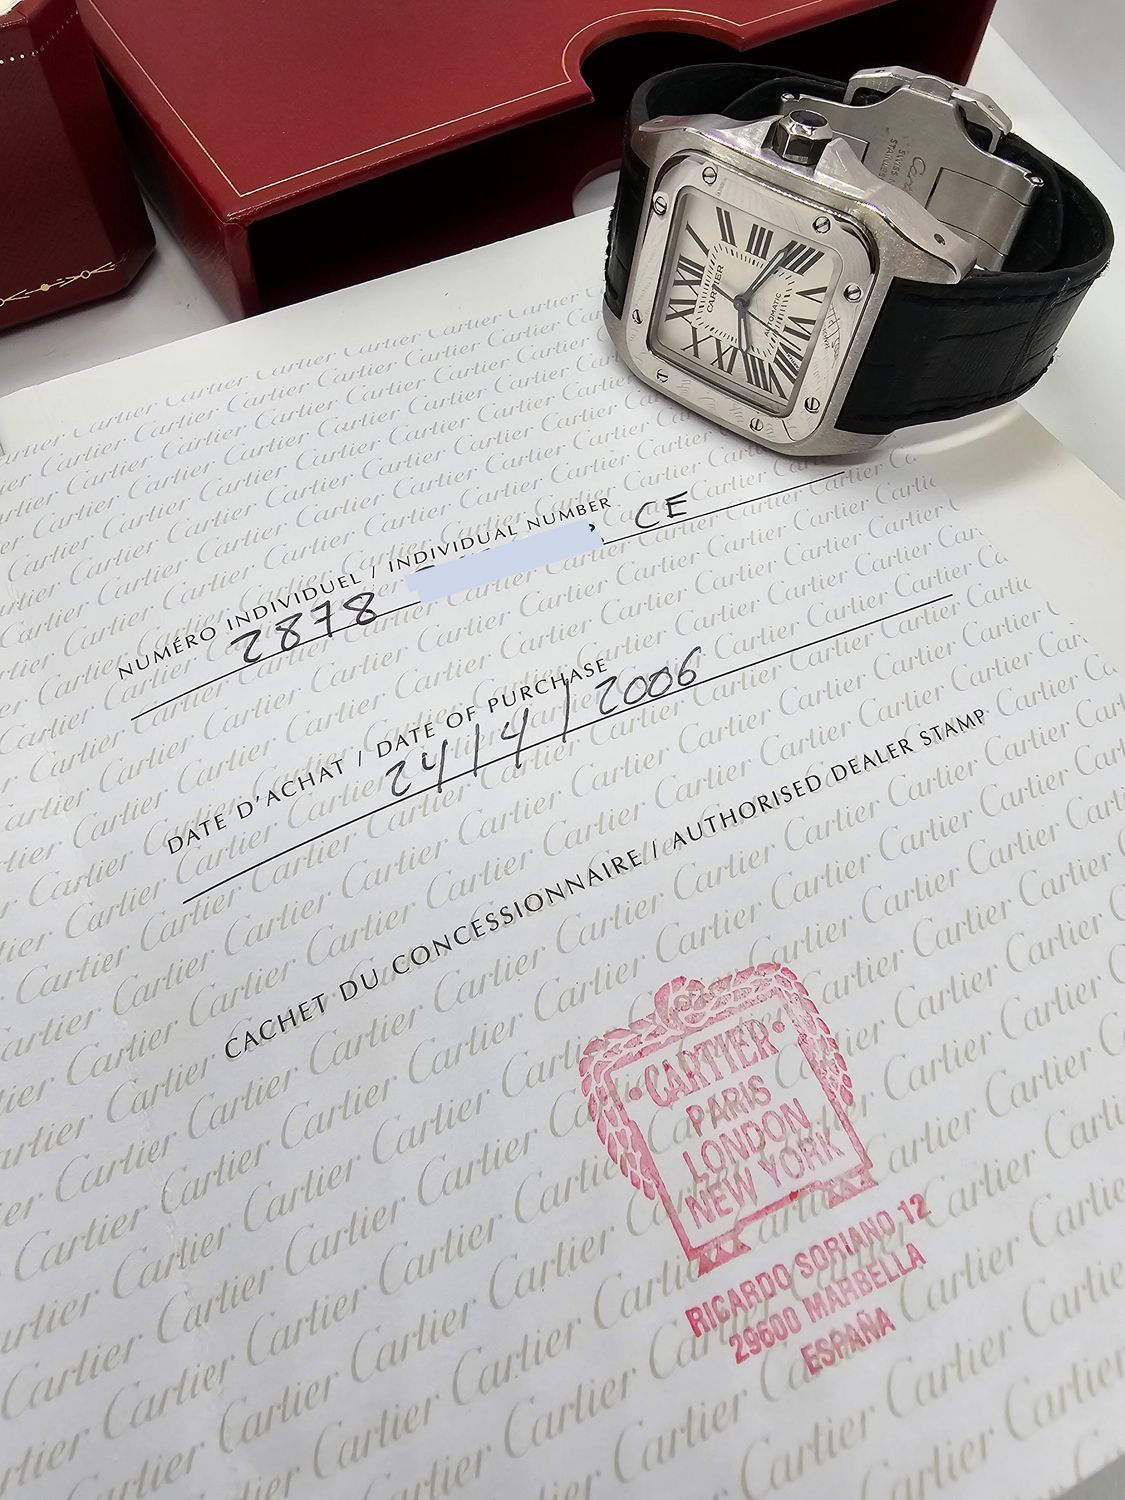 CARTIER
AUTOMATIC
Cartier
NUMÉRO INDIVIDUEL / INDIVIDUAL NUMBER
2878 CE
DATE D'ACHAT / DATE OF PURCHASE
24/4/2006
CACHET DU CONCESSIONNAIRE / AUTHORISED DEALER STAMP
·CARTIER·
PARIS
LONDON
NEW YORK
RICARDO SORIANO 12
29600 MARBELLA
ESPAÑA